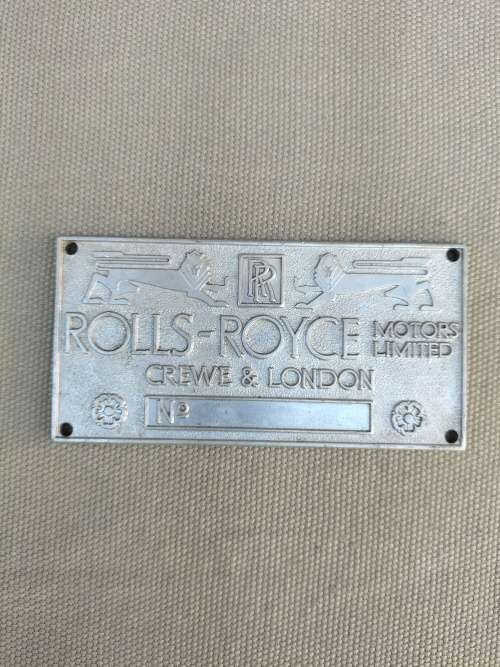 RR
ROLLS-ROYCE MOTORS LIMITED
CREWE & LONDON
Nº